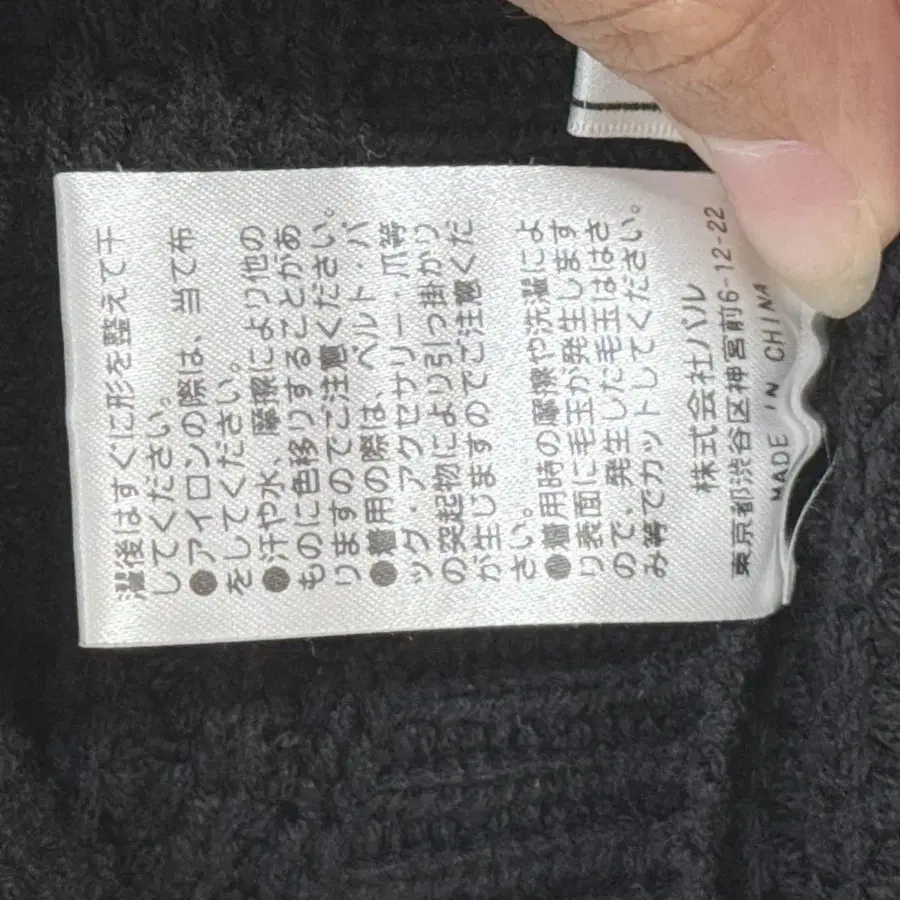 濯後はすぐに形を整えて干
してください。
●アイロンの際は、当て布
をしてください。
●汗や水、摩擦により他の
ものに色移りすることがあ
りますのでご注意ください。
●着用の際は、ベルト・バ
ッグ・アクセサリー・爪等
の突起物により引っ掛かり
が生じますのでご注意くだ
さい。
●着用時の摩擦や洗濯によ
り表面に毛玉が発生します
ので、発生した毛玉ははさ
み等でカットしてください。
株式会社パル
東京都渋谷区神宮前6-12-22
MADE IN CHINA